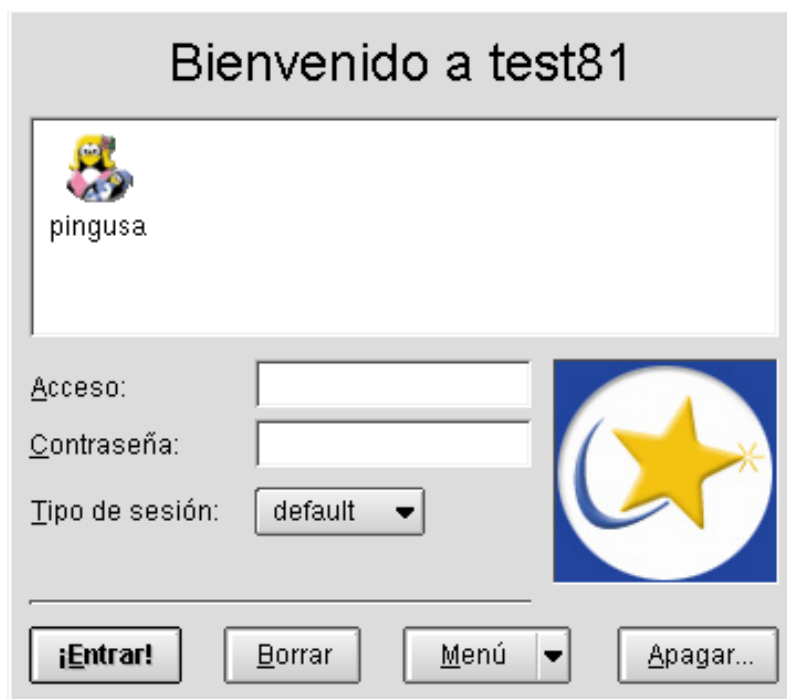 Bienvenido a test81
pingusa
Acceso:
Contraseña:
Tipo de sesión: default
¡Entrar! Borrar Menú Apagar...